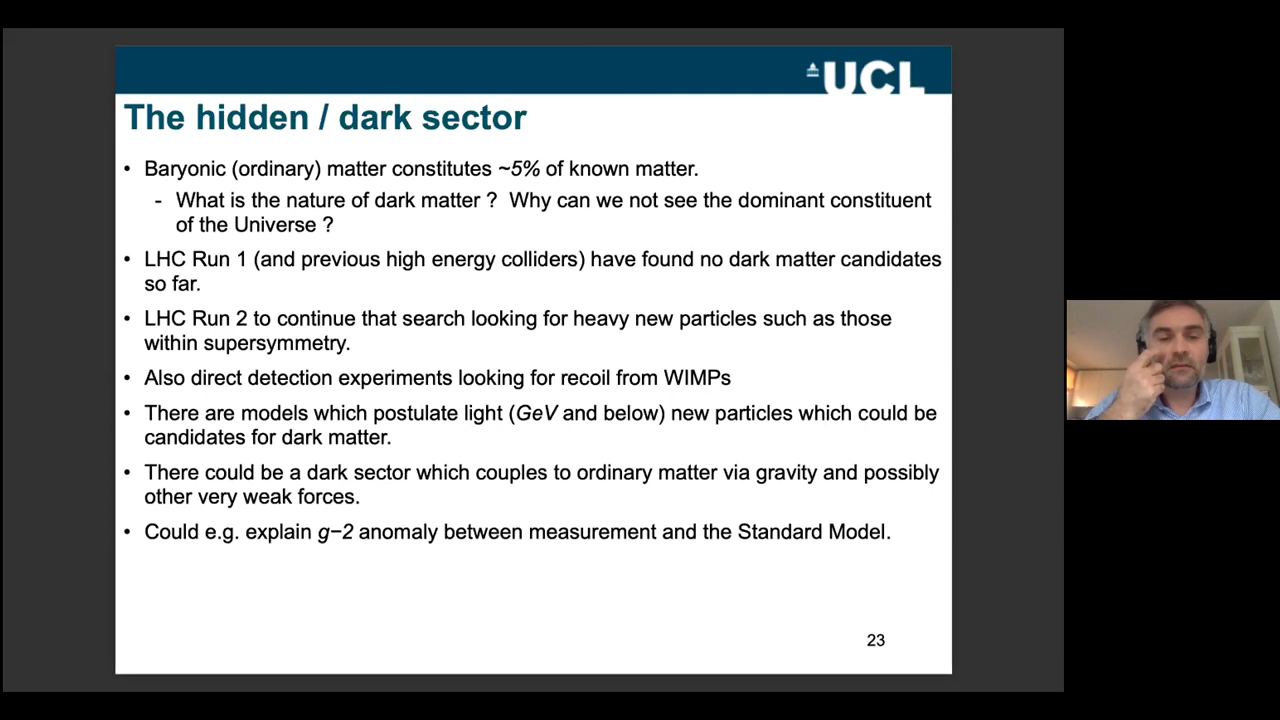 UCL
The hidden / dark sector
• Baryonic (ordinary) matter constitutes ~5% of known matter.
- What is the nature of dark matter ? Why can we not see the dominant constituent
of the Universe ?
• LHC Run 1 (and previous high energy colliders) have found no dark matter candidates
so far.
• LHC Run 2 to continue that search looking for heavy new particles such as those
within supersymmetry.
• Also direct detection experiments looking for recoil from WIMPs
• There are models which postulate light (GeV and below) new particles which could be
candidates for dark matter.
• There could be a dark sector which couples to ordinary matter via gravity and possibly
other very weak forces.
• Could e.g. explain g−2 anomaly between measurement and the Standard Model.
23